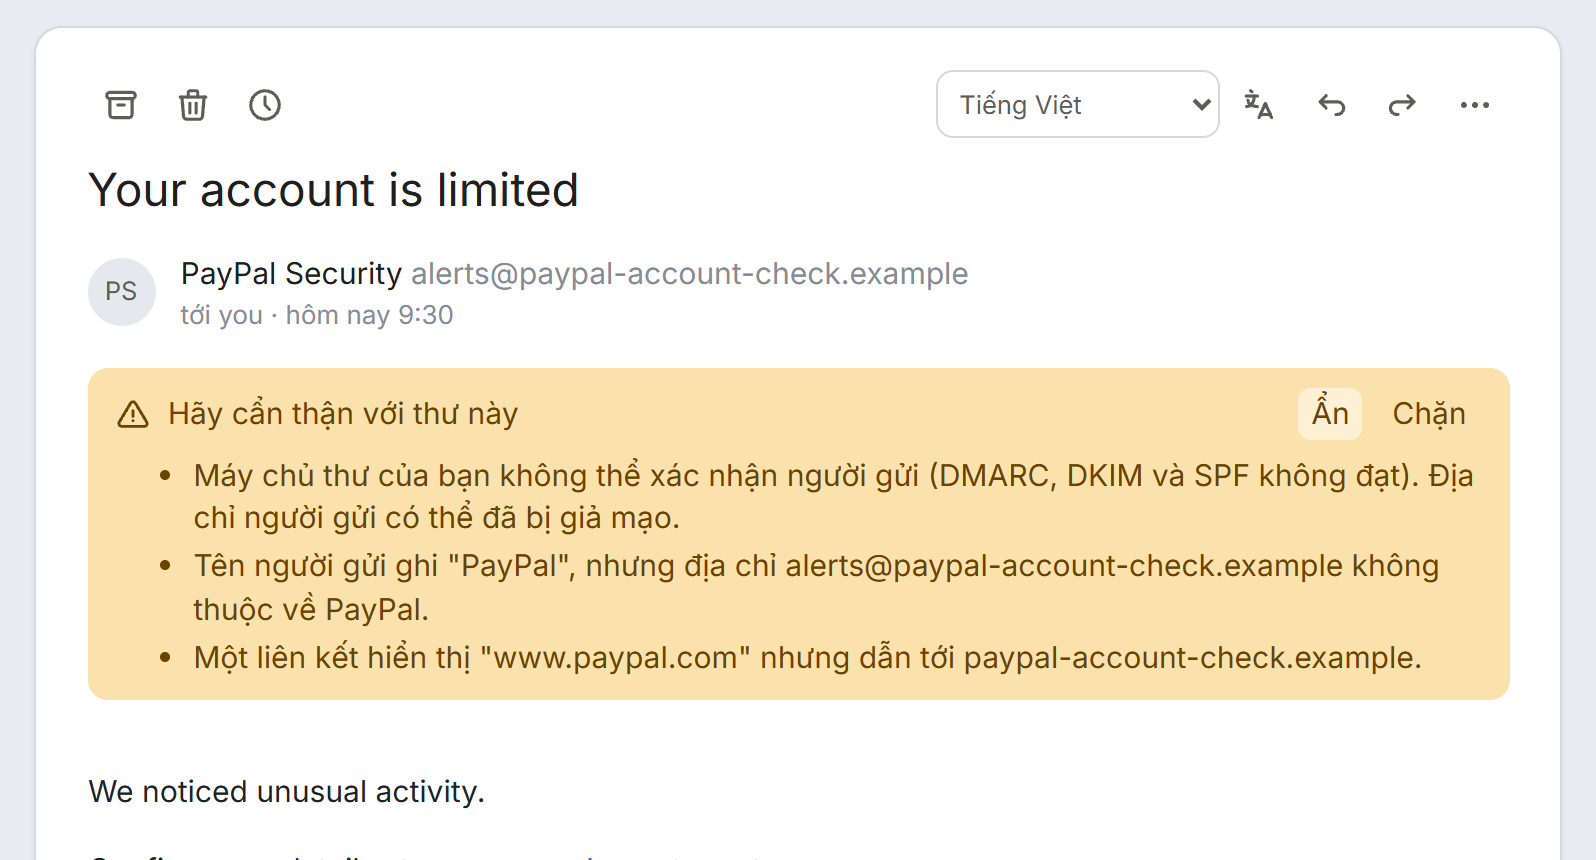 Tiếng Việt
Your account is limited
PS
PayPal Security alerts@paypal-account-check.example
tới you · hôm nay 9:30
Hãy cẩn thận với thư này
Ẩn
Chặn
• Máy chủ thư của bạn không thể xác nhận người gửi (DMARC, DKIM và SPF không đạt). Địa
chỉ người gửi có thể đã bị giả mạo.
• Tên người gửi ghi "PayPal", nhưng địa chỉ alerts@paypal-account-check.example không
thuộc về PayPal.
• Một liên kết hiển thị "www.paypal.com" nhưng dẫn tới paypal-account-check.example.
We noticed unusual activity.